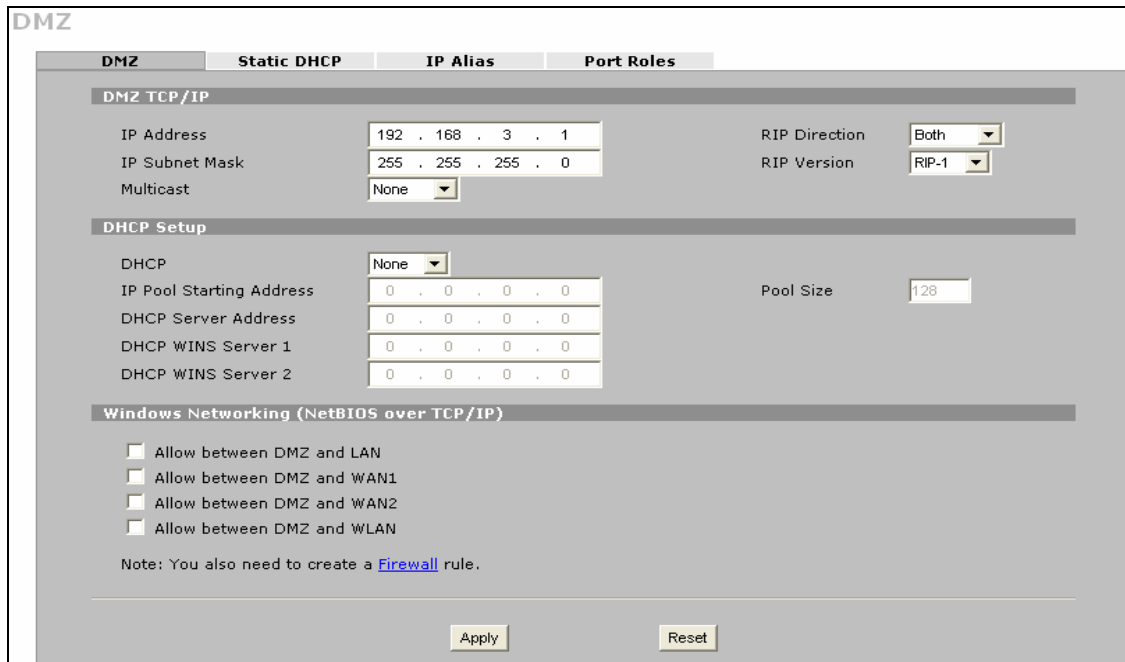 DMZ
DMZ Static DHCP IP Alias Port Roles
DMZ TCP/IP
IP Address 192 . 168 . 3 . 1 RIP Direction Both
IP Subnet Mask 255 . 255 . 255 . 0 RIP Version RIP-1
Multicast None
DHCP Setup
DHCP None
IP Pool Starting Address 0 . 0 . 0 . 0 Pool Size 128
DHCP Server Address 0 . 0 . 0 . 0
DHCP WINS Server 1 0 . 0 . 0 . 0
DHCP WINS Server 2 0 . 0 . 0 . 0
Windows Networking (NetBIOS over TCP/IP)
Allow between DMZ and LAN
Allow between DMZ and WAN1
Allow between DMZ and WAN2
Allow between DMZ and WLAN
Note: You also need to create a Firewall rule.
Apply Reset